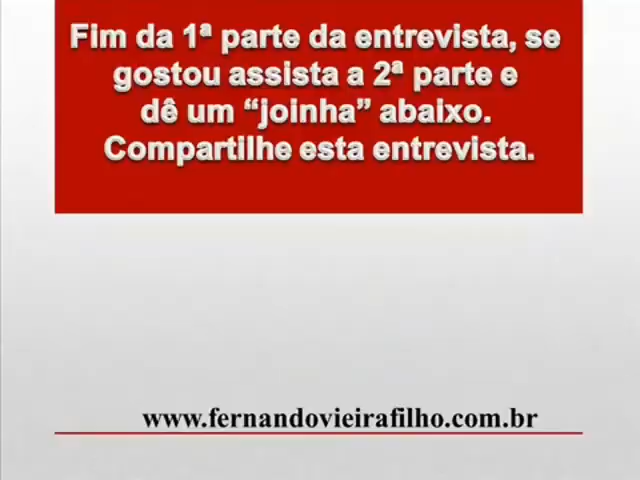 Fim da 1ª parte da entrevista, se
gostou assista a 2ª parte e
dê um “joinha” abaixo.
Compartilhe esta entrevista.
www.fernandovieirafilho.com.br